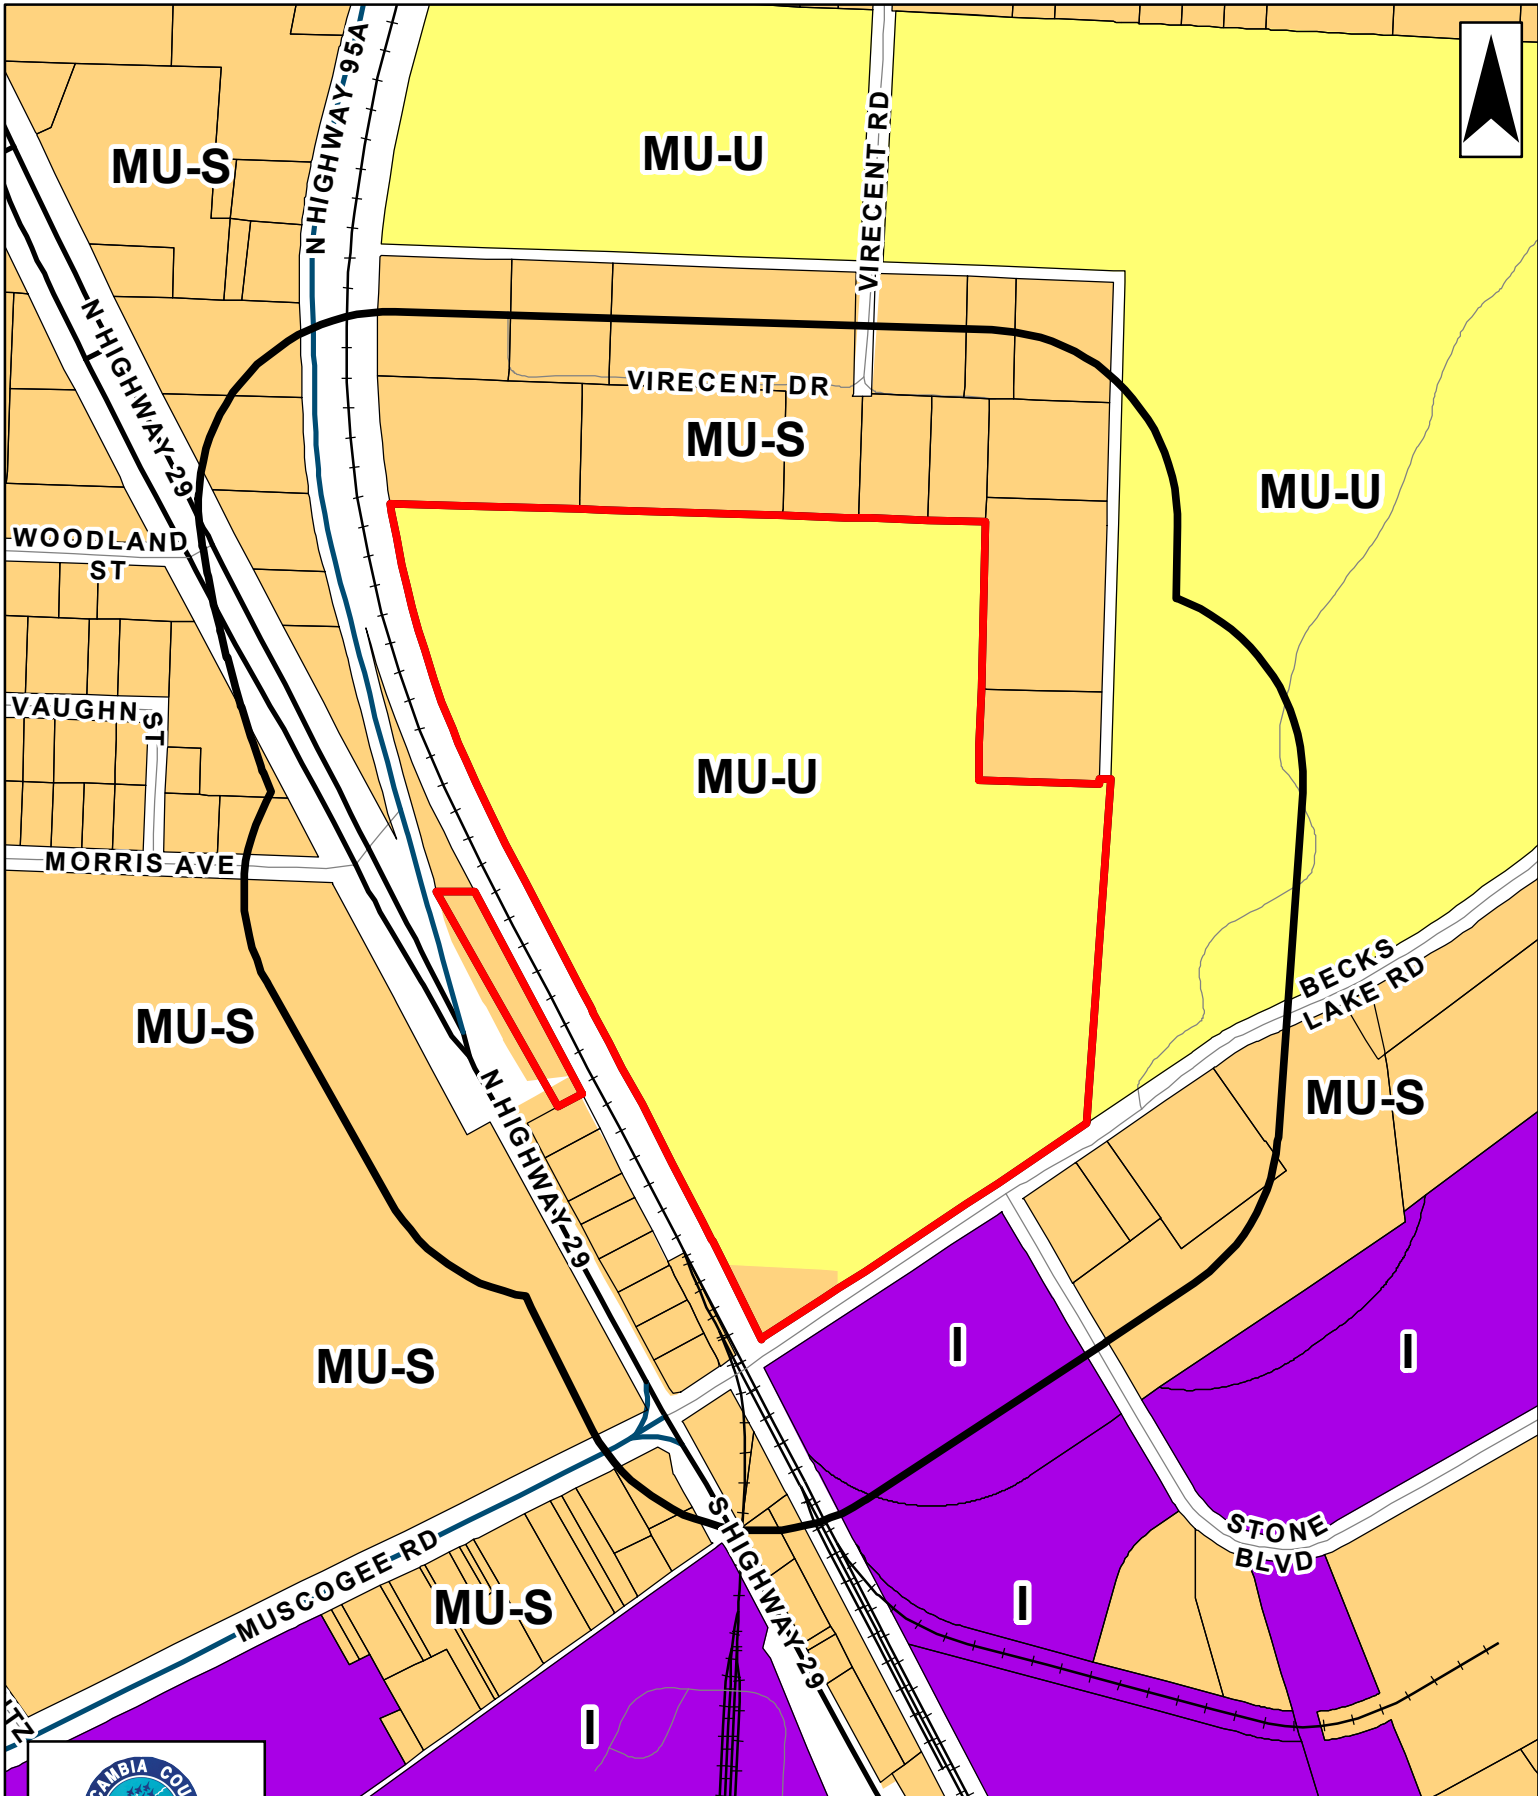 N HIGHWAY 95A
MU-S
MU-U
VIRECENT RD
N HIGHWAY 29
VIRECENT DR
MU-S
MU-U
WOODLAND
ST
VAUGHN
ST
MU-U
MORRIS AVE
BECKS
LAKE RD
MU-S
MU-S
N HIGHWAY 29
I
I
MU-S
S HIGHWAY 29
STONE
BLVD
MUSCOGEE RD
MU-S
I
I